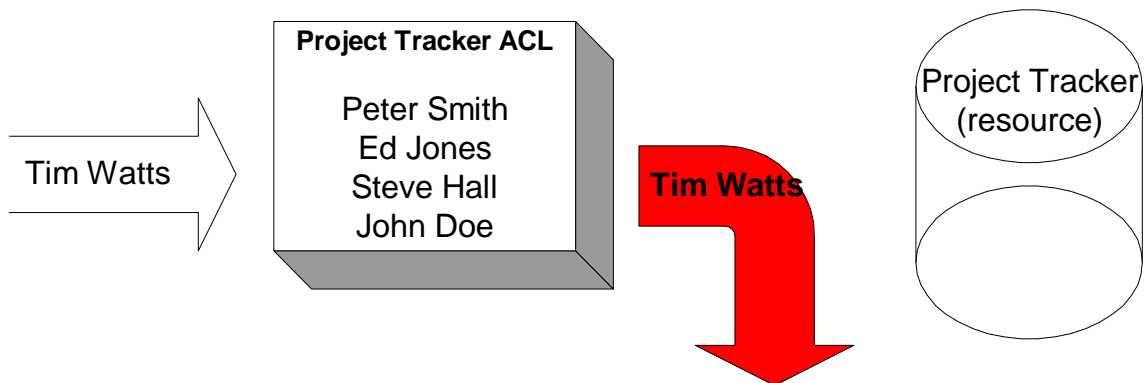 Tim Watts
Project Tracker ACL
Peter Smith
Ed Jones
Steve Hall
John Doe
Tim Watts
Project Tracker
(resource)